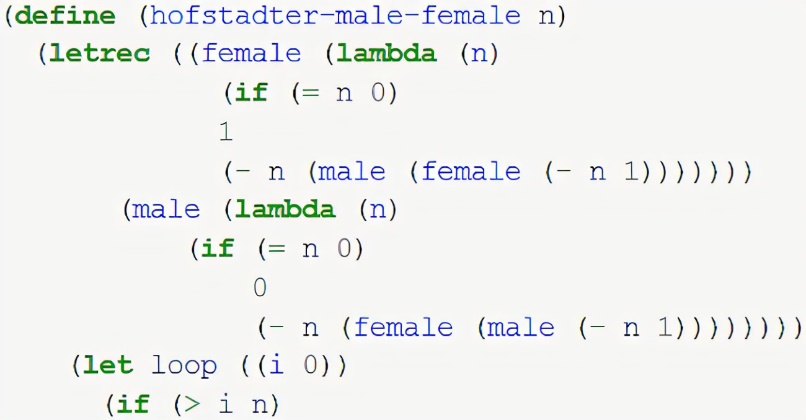 (define (hofstadter-male-female n)
(letrec ((female (lambda (n)
(if (= n 0)
1
(- n (male (female (- n 1)))))))
(male (lambda (n)
(if (= n 0)
0
(- n (female (male (- n 1))))))))
(let loop ((i 0))
(if (> i n)